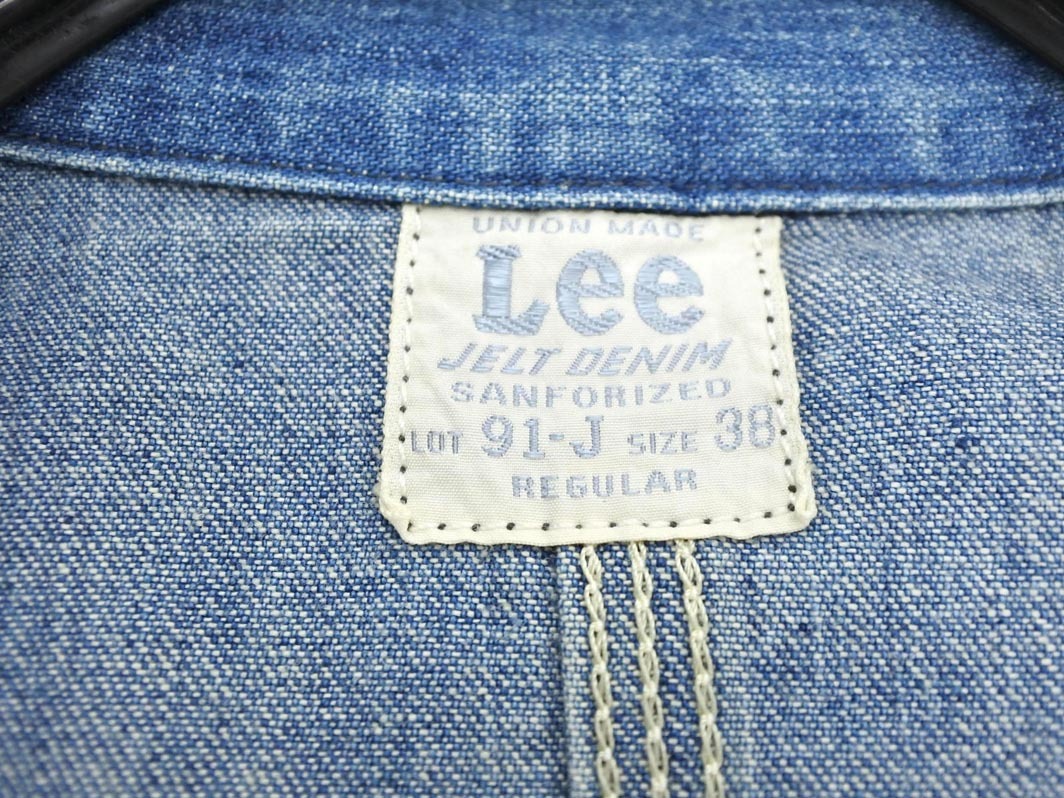 UNION MADE
Lee
JELT DENIM
SANFORIZED
LOT 91-J SIZE 38
REGULAR